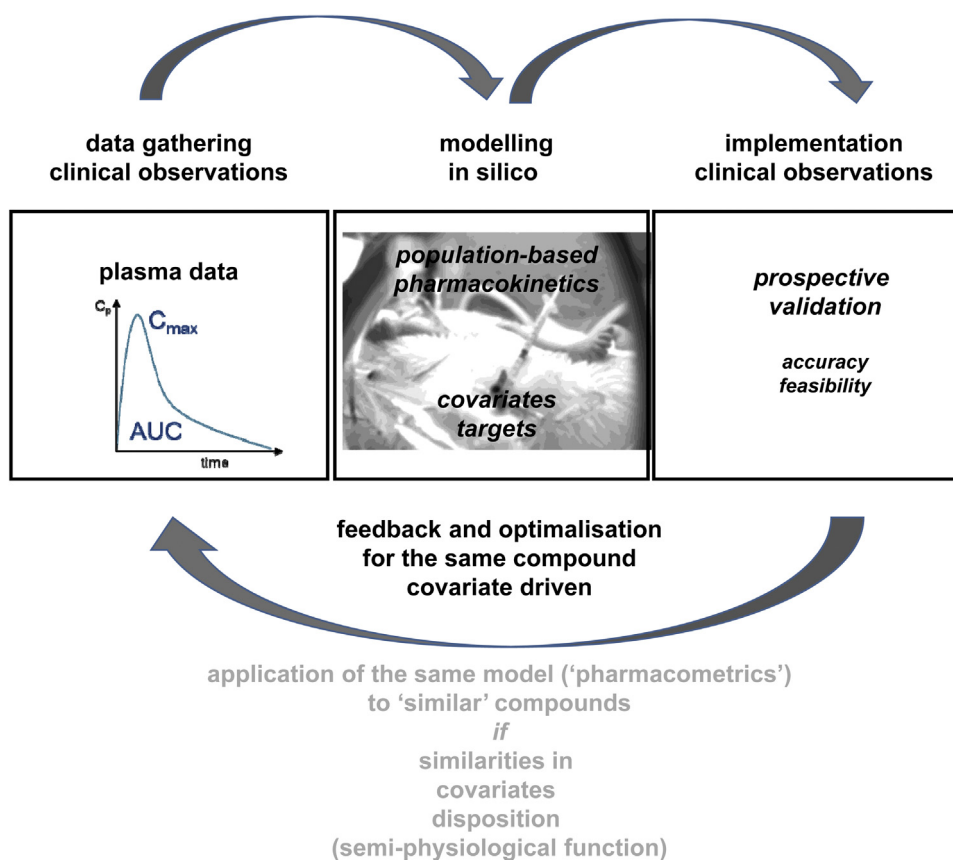 data gathering
clinical observations
modelling
in silico
implementation
clinical observations
plasma data
Cp
Cmax
AUC
time
population-based
pharmacokinetics
covariates
targets
prospective
validation
accuracy
feasibility
feedback and optimalisation
for the same compound
covariate driven
application of the same model (‘pharmacometrics’)
to ‘similar’ compounds
if
similarities in
covariates
disposition
(semi-physiological function)